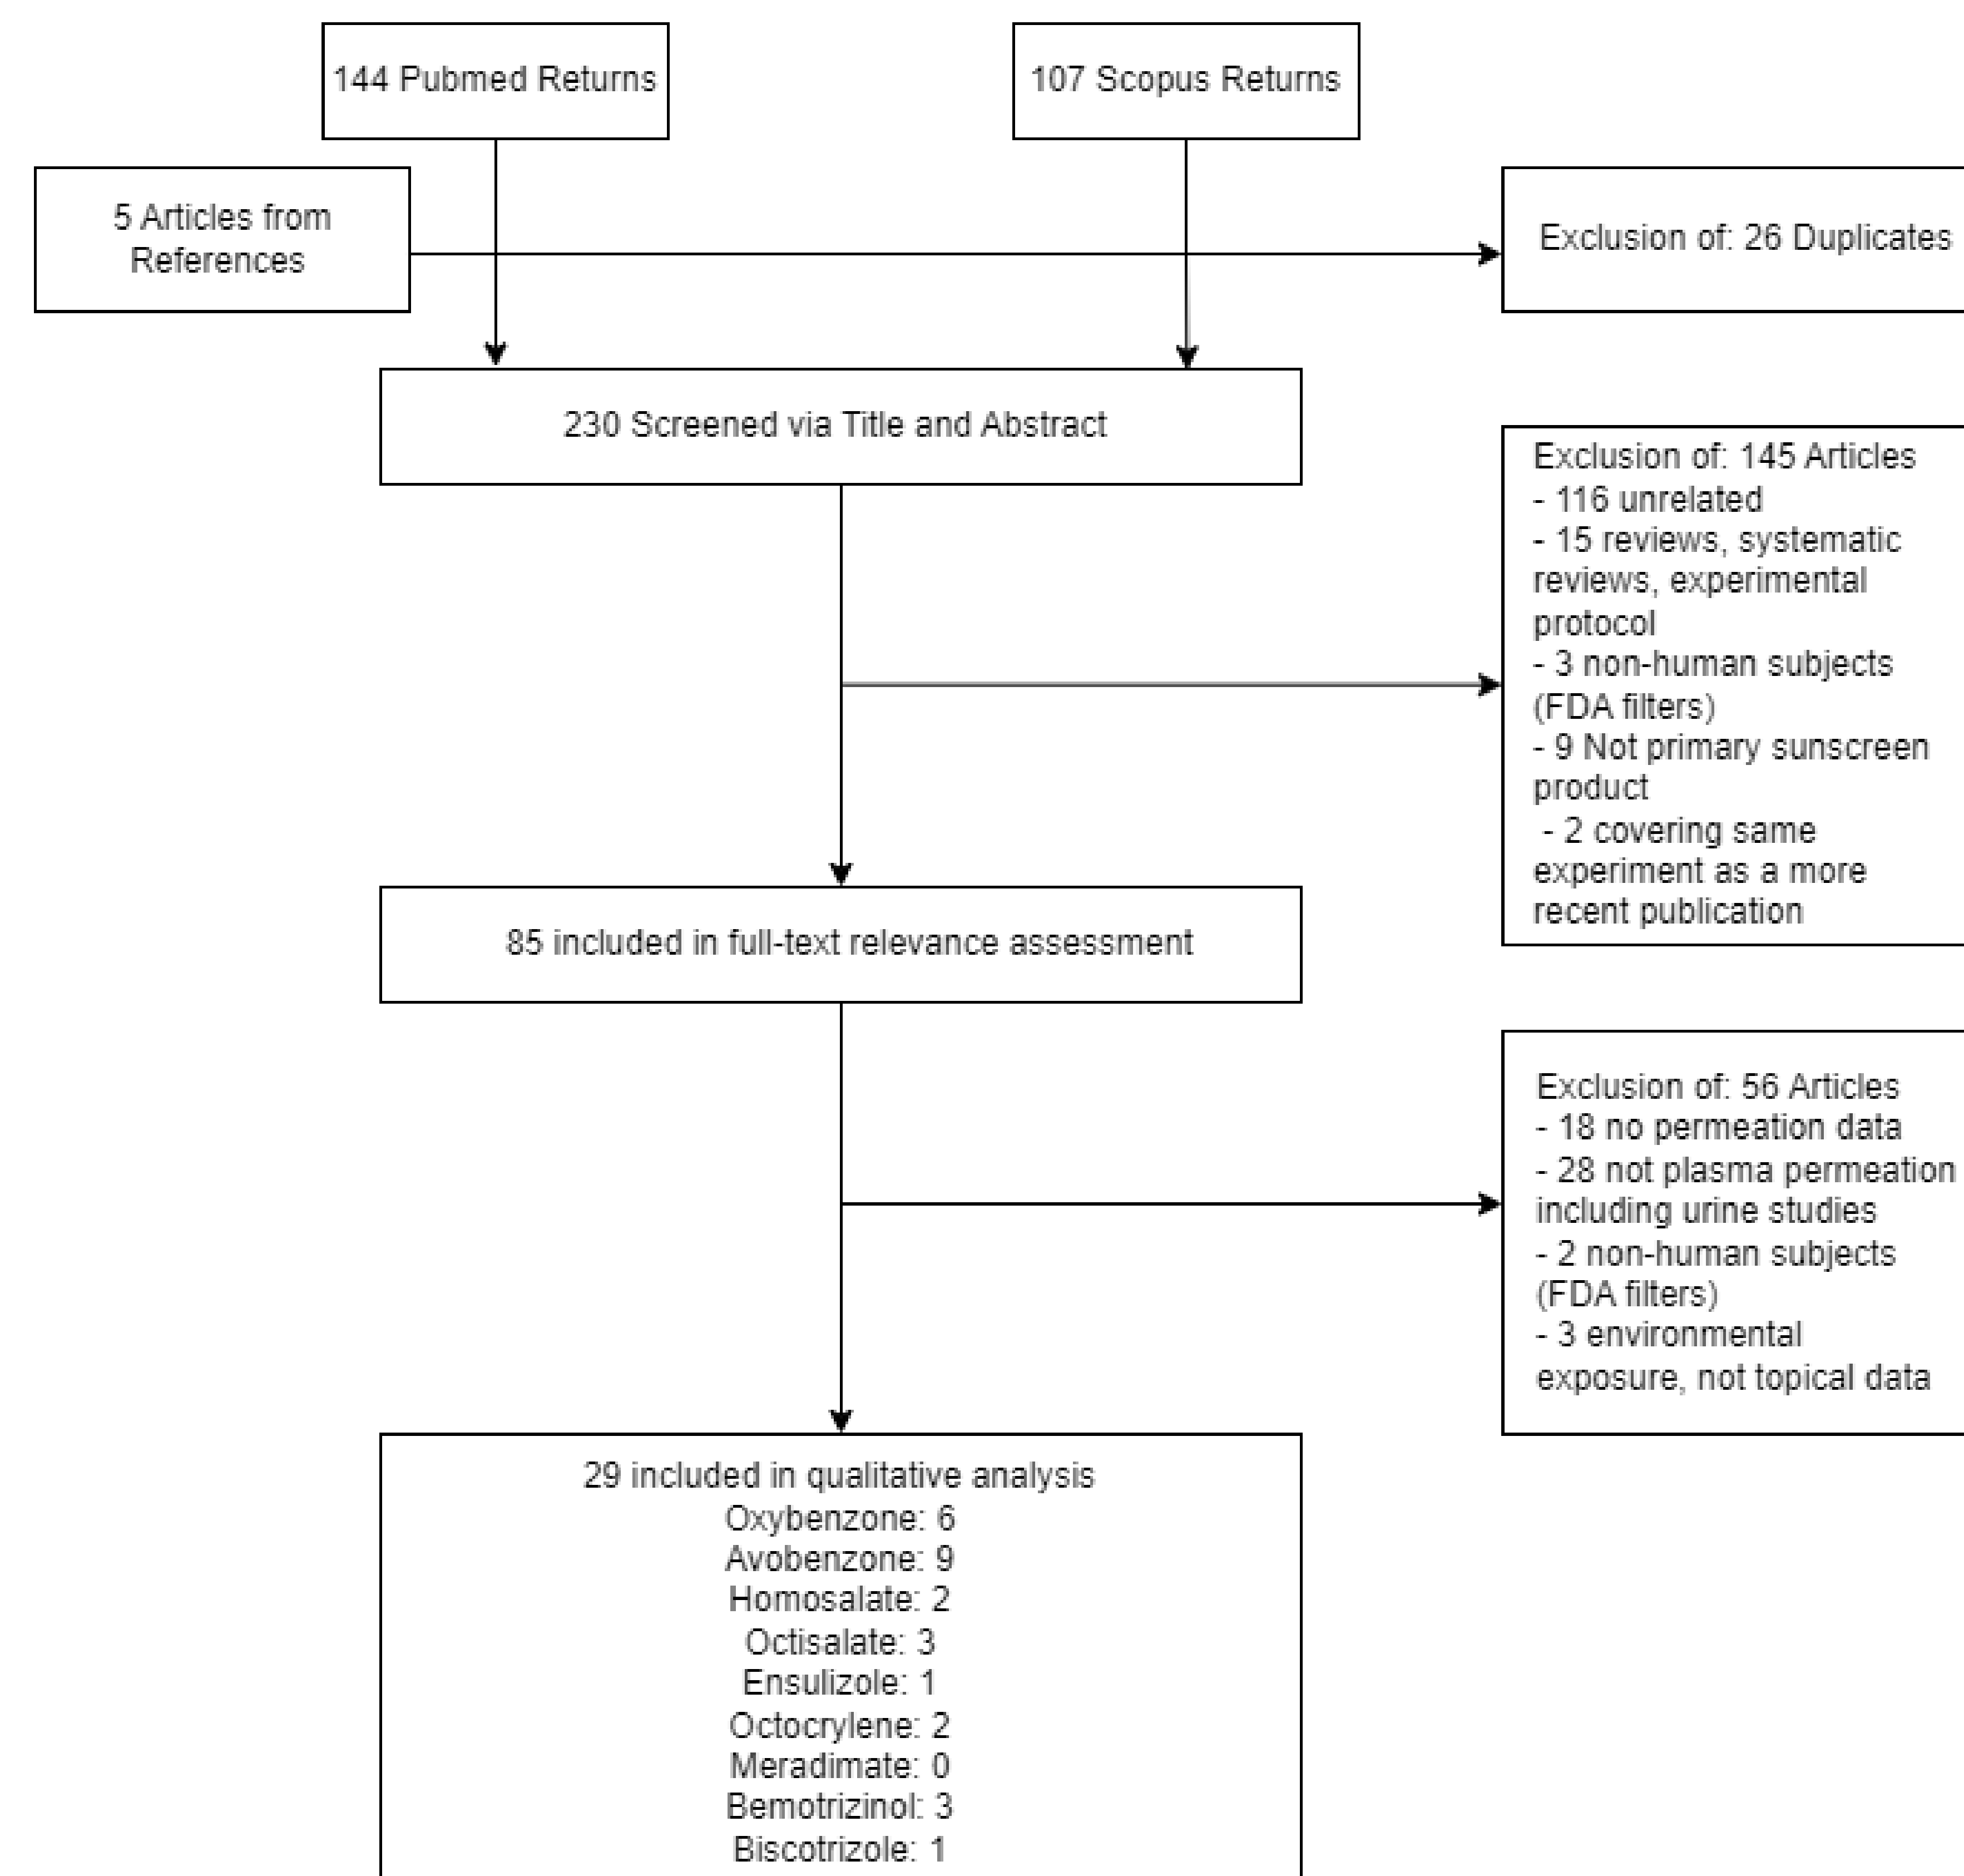 144 Pubmed Returns
107 Scopus Returns
5 Articles from
References
Exclusion of: 26 Duplicates
230 Screened via Title and Abstract
Exclusion of: 145 Articles
- 116 unrelated
- 15 reviews, systematic
reviews, experimental
protocol
- 3 non-human subjects
(FDA filters)
- 9 Not primary sunscreen
product
- 2 covering same
experiment as a more
recent publication
85 included in full-text relevance assessment
Exclusion of: 56 Articles
- 18 no permeation data
- 28 not plasma permeation
including urine studies
- 2 non-human subjects
(FDA filters)
- 3 environmental
exposure, not topical data
29 included in qualitative analysis
Oxybenzone: 6
Avobenzone: 9
Homosalate: 2
Octisalate: 3
Ensulizole: 1
Octocrylene: 2
Meradimate: 0
Bemotrizinol: 3
Biscotrizole: 1